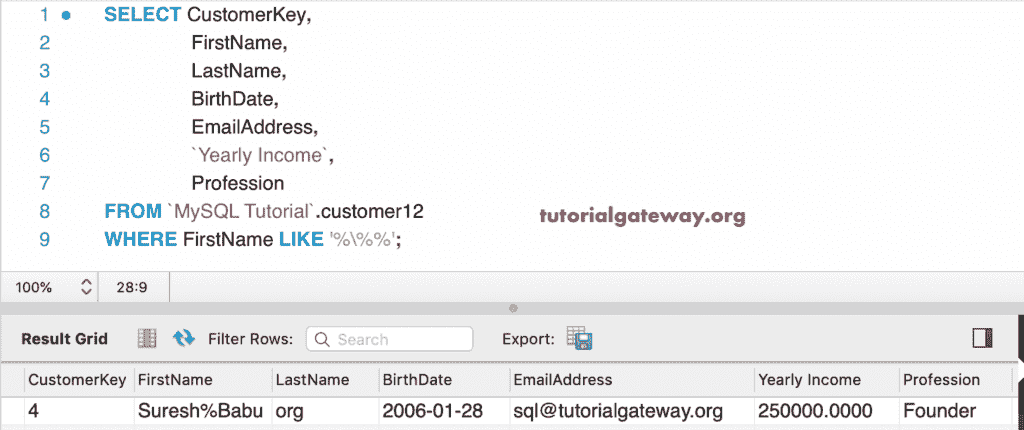 1 SELECT CustomerKey,
2 FirstName,
3 LastName,
4 BirthDate,
5 EmailAddress,
6 `Yearly Income`,
7 Profession
8 FROM `MySQL Tutorial`.customer12
tutorialgateway.org
9 WHERE FirstName LIKE '%\%%';
100% 28:9
Result Grid Filter Rows: Search Export:
CustomerKey FirstName LastName BirthDate EmailAddress Yearly Income Profession
4 Suresh%Babu org 2006-01-28 sql@tutorialgateway.org 250000.0000 Founder